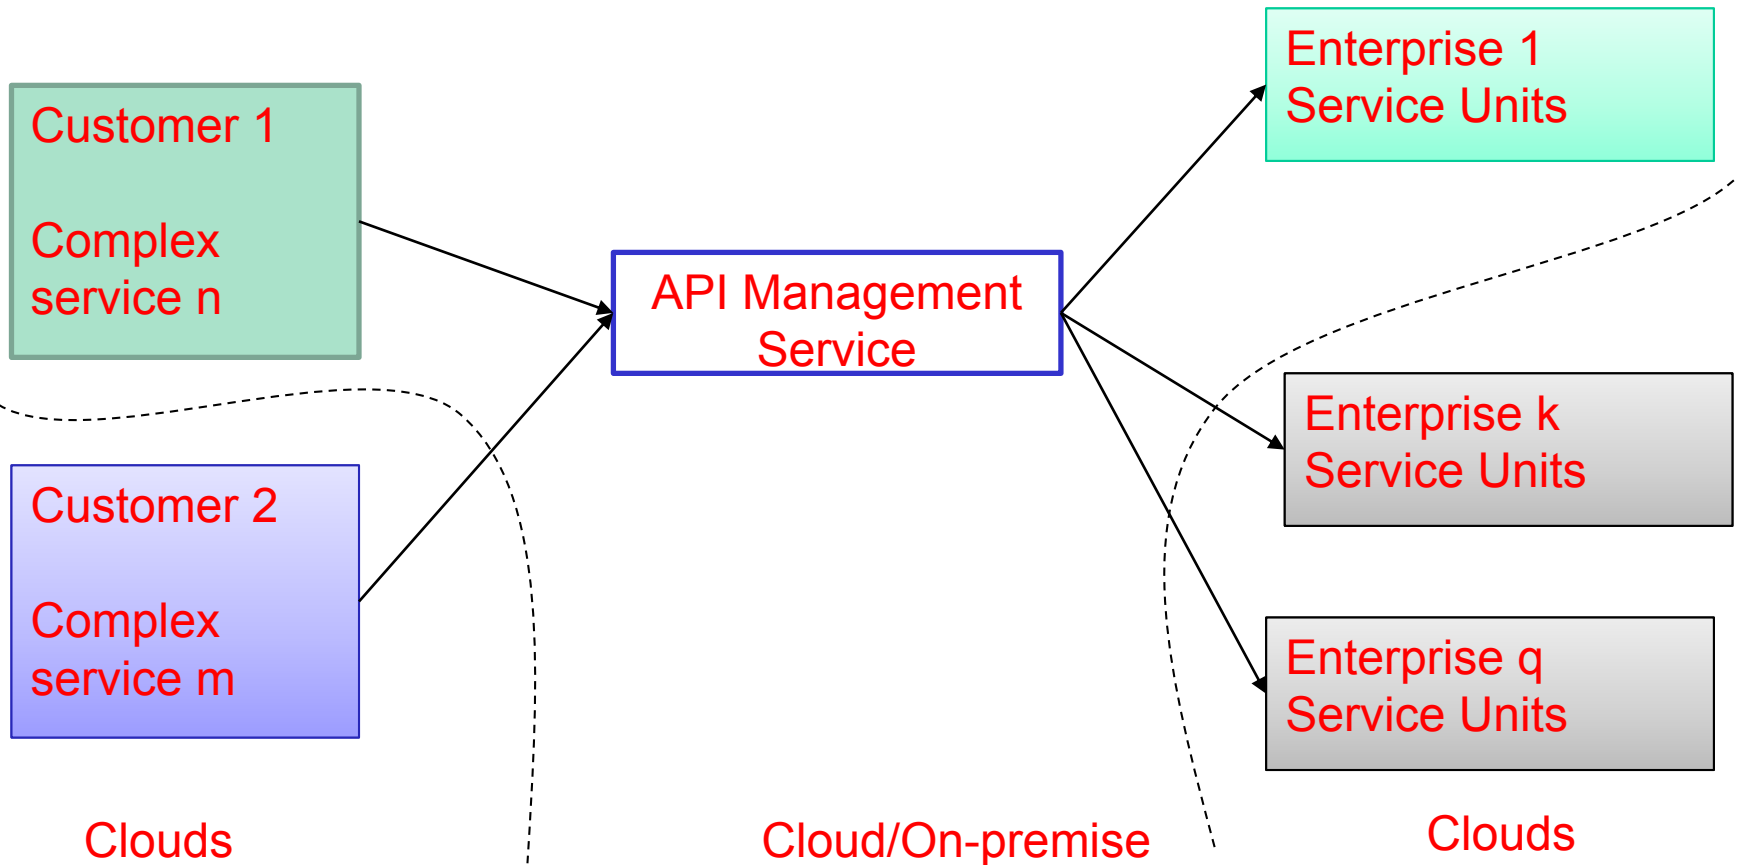 Customer 1
Complex
service n
Customer 2
Complex
service m
Clouds
API Management
Service
Cloud/On-premise
Enterprise 1
Service Units
Enterprise k
Service Units
Enterprise q
Service Units
Clouds